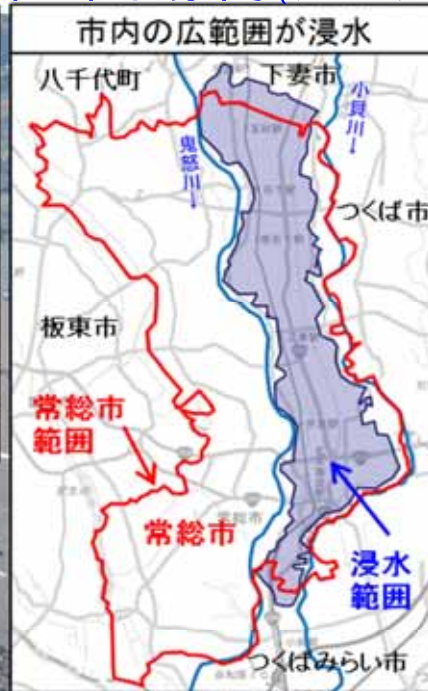 市内の広範囲が浸水
八千代町
下妻市
小貝川→
鬼怒川→
つくば市
板東市
常総市
範囲
常総市
浸水
範囲
つくばみらい市